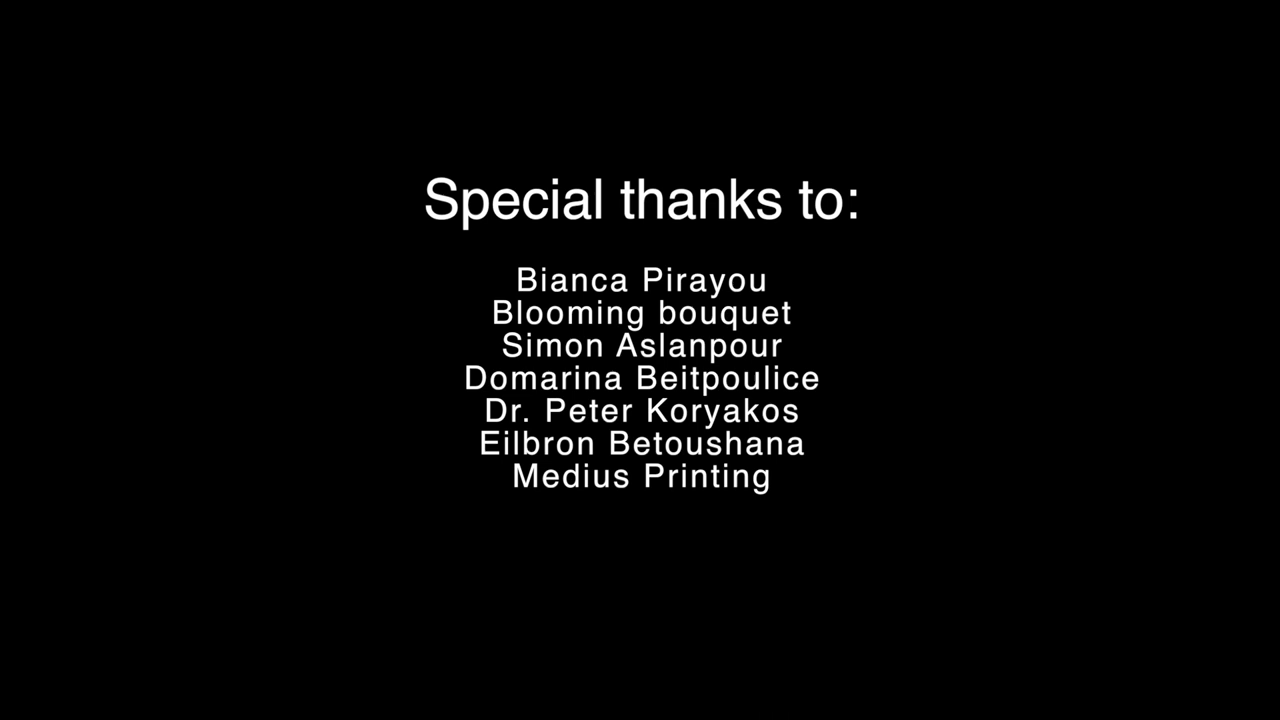 Special thanks to:
Bianca Pirayou
Blooming bouquet
Simon Aslanpour
Domarina Beitpoulice
Dr. Peter Koryakos
Eilbron Betoushana
Medius Printing